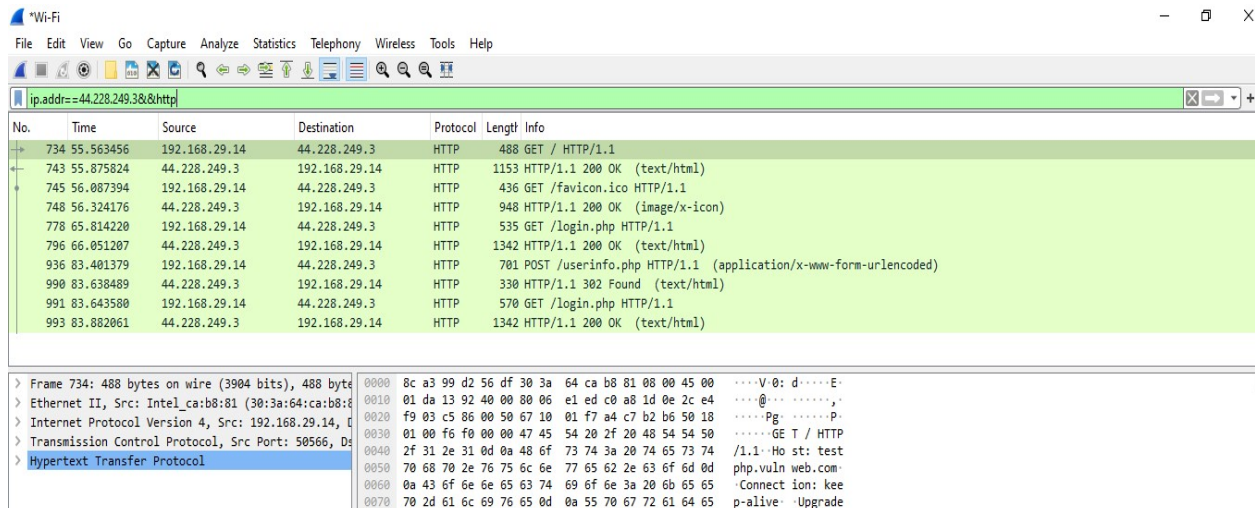 *Wi-Fi
File Edit View Go Capture Analyze Statistics Telephony Wireless Tools Help
ip.addr==44.228.249.3&&http
No. Time Source Destination Protocol Length Info
734 55.563456 192.168.29.14 44.228.249.3 HTTP 488 GET / HTTP/1.1
743 55.875824 44.228.249.3 192.168.29.14 HTTP 1153 HTTP/1.1 200 OK (text/html)
745 56.087394 192.168.29.14 44.228.249.3 HTTP 436 GET /favicon.ico HTTP/1.1
748 56.324176 44.228.249.3 192.168.29.14 HTTP 948 HTTP/1.1 200 OK (image/x-icon)
778 65.814220 192.168.29.14 44.228.249.3 HTTP 535 GET /login.php HTTP/1.1
796 66.051207 44.228.249.3 192.168.29.14 HTTP 1342 HTTP/1.1 200 OK (text/html)
936 83.401379 192.168.29.14 44.228.249.3 HTTP 701 POST /userinfo.php HTTP/1.1 (application/x-www-form-urlencoded)
990 83.638489 44.228.249.3 192.168.29.14 HTTP 330 HTTP/1.1 302 Found (text/html)
991 83.643580 192.168.29.14 44.228.249.3 HTTP 570 GET /login.php HTTP/1.1
993 83.882061 44.228.249.3 192.168.29.14 HTTP 1342 HTTP/1.1 200 OK (text/html)
Frame 734: 488 bytes on wire (3904 bits), 488 byte
Ethernet II, Src: Intel_ca:b8:81 (30:3a:64:ca:b8:8
Internet Protocol Version 4, Src: 192.168.29.14, D
Transmission Control Protocol, Src Port: 50566, Ds
Hypertext Transfer Protocol
0000 8c a3 99 d2 56 df 30 3a 64 ca b8 81 08 00 45 00 ····V·0: d·····E·
0010 01 da 13 92 40 00 80 06 e1 ed c0 a8 1d 0e 2c e4 ····@··· ······,·
0020 f9 03 c5 86 00 50 67 10 01 f7 a4 c7 b2 b6 50 18 ·····Pg· ······P·
0030 01 00 f6 f0 00 00 47 45 54 20 2f 20 48 54 54 50 ······GE T / HTTP
0040 2f 31 2e 31 0d 0a 48 6f 73 74 3a 20 74 65 73 74 /1.1··Ho st: test
0050 70 68 70 2e 76 75 6c 6e 77 65 62 2e 63 6f 6d 0d php.vuln web.com·
0060 0a 43 6f 6e 6e 65 63 74 69 6f 6e 3a 20 6b 65 65 ·Connect ion: kee
0070 70 2d 61 6c 69 76 65 0d 0a 55 70 67 72 61 64 65 p-alive· ·Upgrade